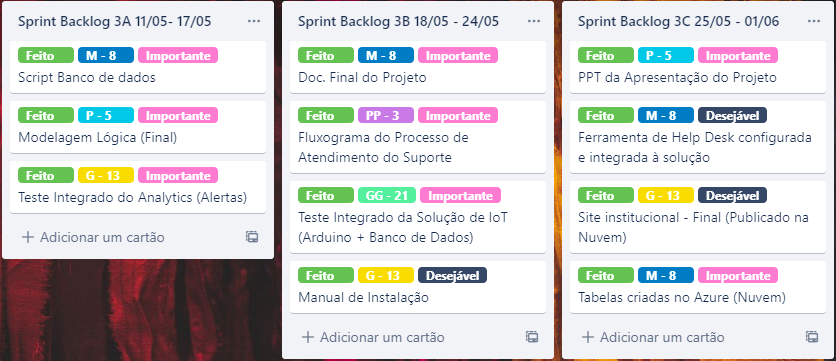 Sprint Backlog 3A 11/05- 17/05
Feito M - 8 Importante
Script Banco de dados
Feito P - 5 Importante
Modelagem Lógica (Final)
Feito G - 13 Importante
Teste Integrado do Analytics (Alertas)
Adicionar um cartão
Sprint Backlog 3B 18/05 - 24/05
Feito M - 8 Importante
Doc. Final do Projeto
Feito PP - 3 Importante
Fluxograma do Processo de
Atendimento do Suporte
Feito GG - 21 Importante
Teste Integrado da Solução de IoT
(Arduino + Banco de Dados)
Feito G - 13 Desejável
Manual de Instalação
Adicionar um cartão
Sprint Backlog 3C 25/05 - 01/06
Feito P - 5 Importante
PPT da Apresentação do Projeto
Feito M - 8 Desejável
Ferramenta de Help Desk configurada
e integrada à solução
Feito G - 13 Desejável
Site institucional - Final (Publicado na
Nuvem)
Feito M - 8 Importante
Tabelas criadas no Azure (Nuvem)
Adicionar um cartão